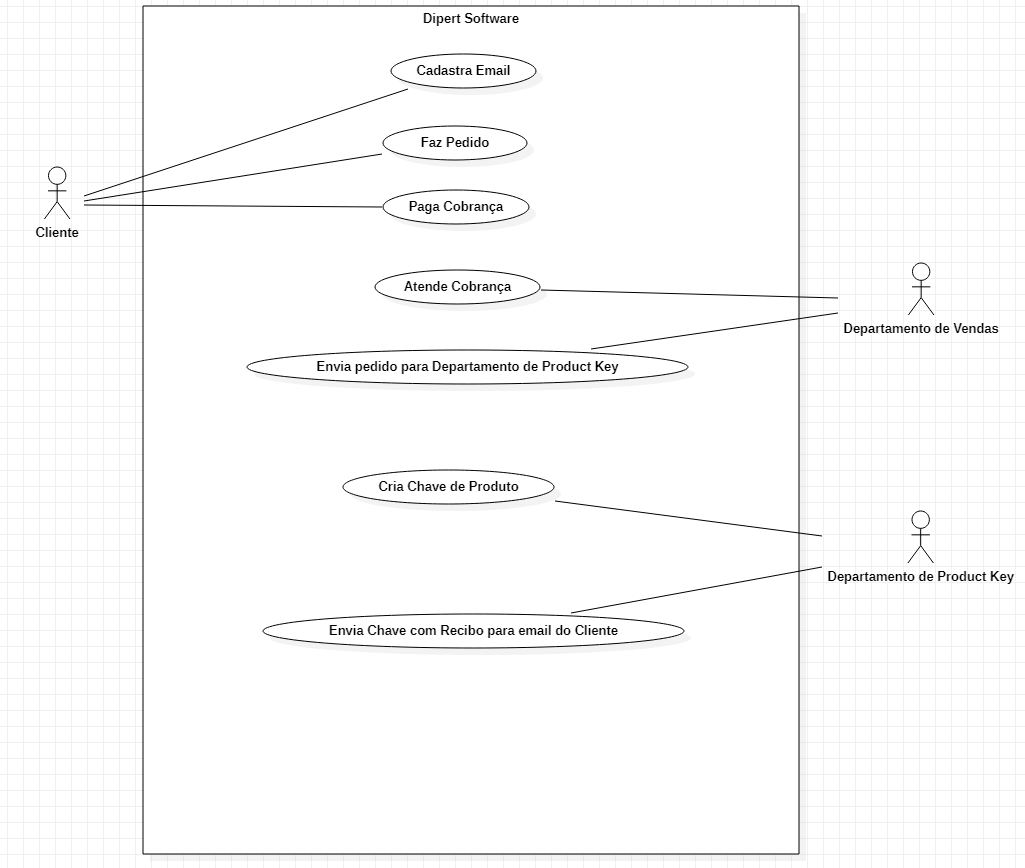 Dipert Software
Cadastra Email
Faz Pedido
Paga Cobrança
Cliente
Atende Cobrança
Departamento de Vendas
Envia pedido para Departamento de Product Key
Cria Chave de Produto
Departamento de Product Key
Envia Chave com Recibo para email do Cliente